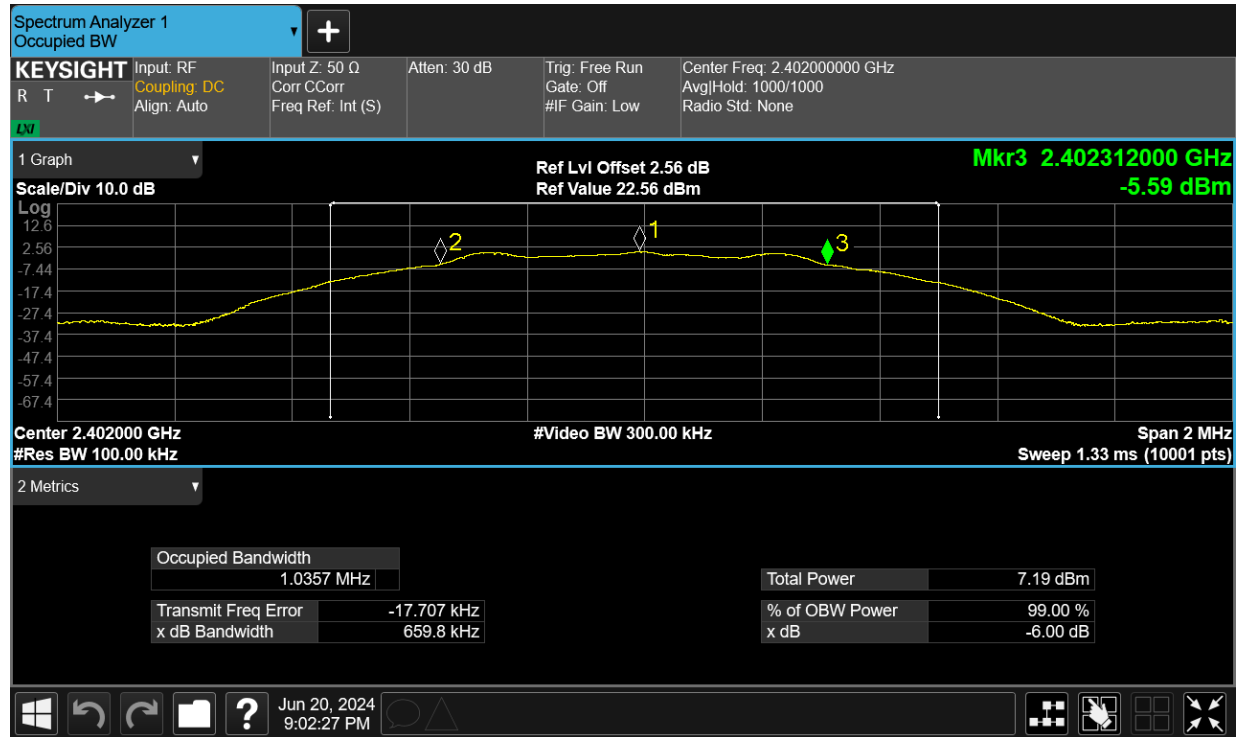 Spectrum Analyzer 1
Occupied BW
+
KEYSIGHT
R T
LXI
Input: RF
Coupling: DC
Align: Auto
Input Z: 50 Ω
Corr CCorr
Freq Ref: Int (S)
Atten: 30 dB
Trig: Free Run
Gate: Off
#IF Gain: Low
Center Freq: 2.402000000 GHz
Avg|Hold: 1000/1000
Radio Std: None
1 Graph
Scale/Div 10.0 dB
Ref Lvl Offset 2.56 dB
Ref Value 22.56 dBm
Mkr3 2.402312000 GHz
-5.59 dBm
Log
12.6
2.56
-7.44
-17.4
-27.4
-37.4
-47.4
-57.4
-67.4
2
1
3
Center 2.402000 GHz
#Video BW 300.00 kHz
Span 2 MHz
#Res BW 100.00 kHz
Sweep 1.33 ms (10001 pts)
2 Metrics
Occupied Bandwidth
1.0357 MHz
Transmit Freq Error -17.707 kHz
x dB Bandwidth 659.8 kHz
Total Power 7.19 dBm
% of OBW Power 99.00 %
x dB -6.00 dB
?
Jun 20, 2024
9:02:27 PM